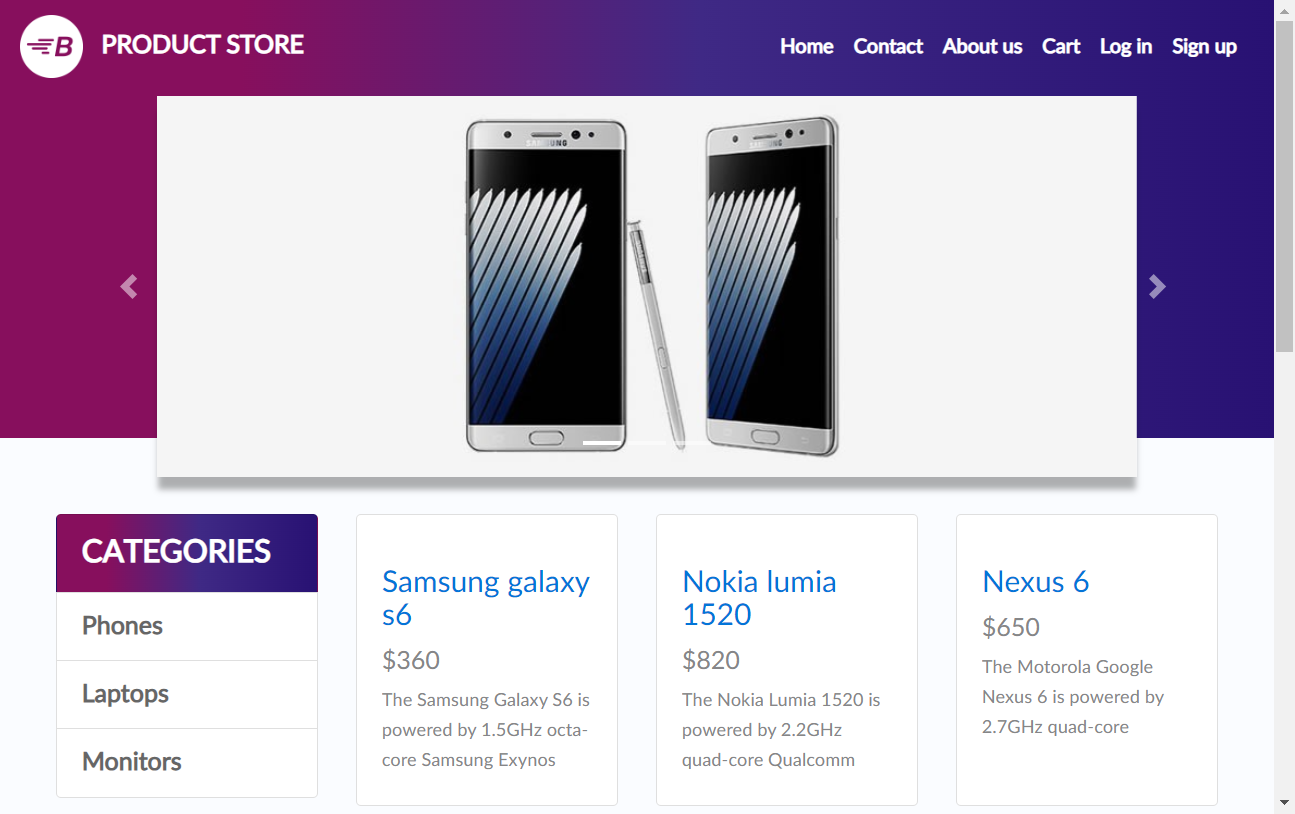 B PRODUCT STORE
Home Contact About us Cart Log in Sign up
SAMSUNG
SAMSUNG
SAMSUNG
CATEGORIES
Phones
Laptops
Monitors
Samsung galaxy
s6
$360
The Samsung Galaxy S6 is
powered by 1.5GHz octa-
core Samsung Exynos
Nokia lumia
1520
$820
The Nokia Lumia 1520 is
powered by 2.2GHz
quad-core Qualcomm
Nexus 6
$650
The Motorola Google
Nexus 6 is powered by
2.7GHz quad-core